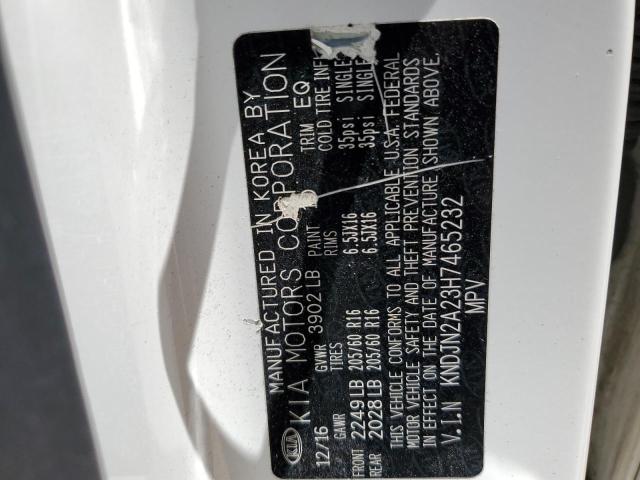 KIA
MANUFACTURED IN KOREA BY
KIA MOTORS CORPORATION
12/16 GVWR 3902 LB PAINT TRIM EQ
GAWR TIRES RIMS COLD TIRE INF
FRONT 2249 LB 205/60 R16 6.5JX16 35psi SINGLE
REAR 2028 LB 205/60 R16 6.5JX16 35psi SINGLE
THIS VEHICLE CONFORMS TO ALL APPLICABLE U.S.A. FEDERAL
MOTOR VEHICLE SAFETY AND THEFT PREVENTION STANDARDS
IN EFFECT ON THE DATE OF MANUFACTURE SHOWN ABOVE.
V.I.N KNDJN2A23H7465232
MPV